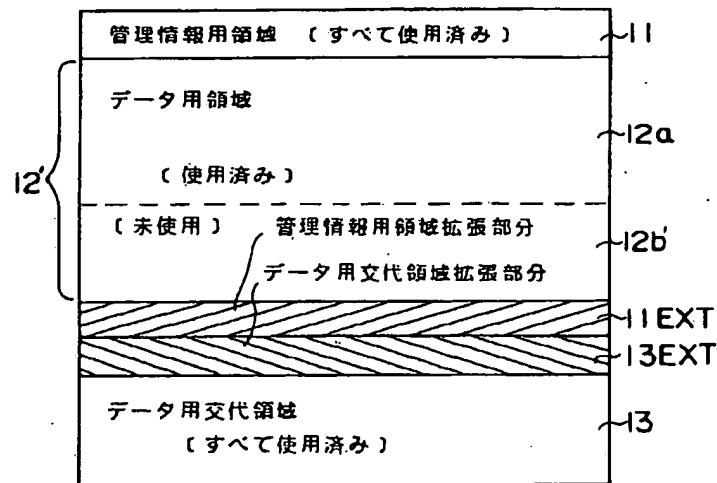 管理情報用領域 〔すべて使用済み〕
11
データ用領域
12a
12'
〔使用済み〕
〔未使用〕
管理情報用領域拡張部分
12b'
データ用交代領域拡張部分
11EXT
13EXT
データ用交代領域
13
〔すべて使用済み〕